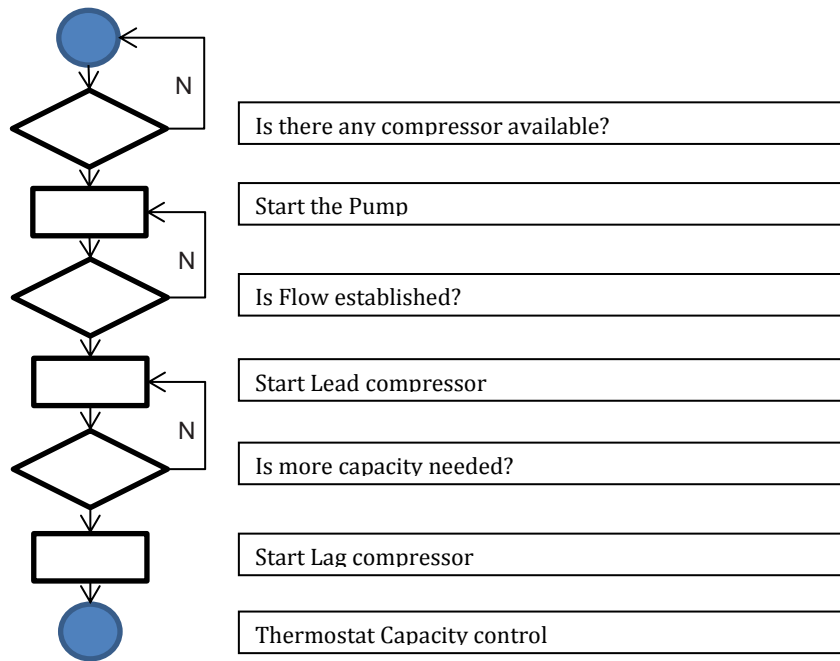 N
Is there any compressor available?
Start the Pump
N
Is Flow established?
Start Lead compressor
N
Is more capacity needed?
Start Lag compressor
Thermostat Capacity control